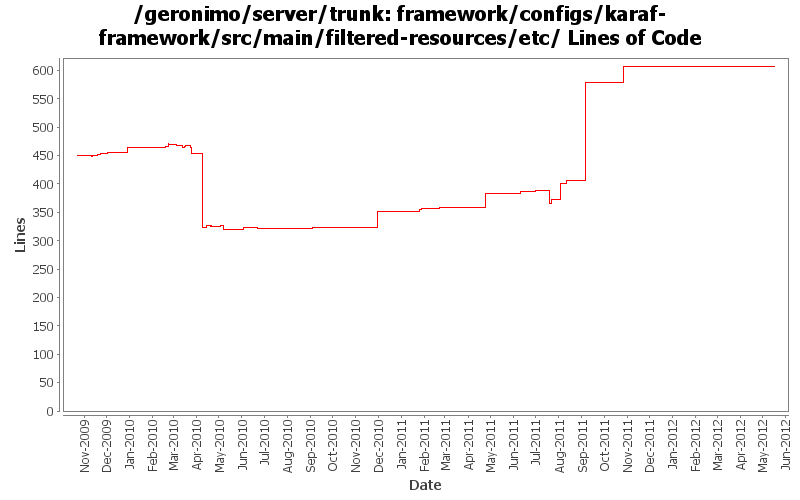 /geronimo/server/trunk: framework/configs/karaf-
framework/src/main/filtered-resources/etc/ Lines of Code
600
550
500
450
400
350
300
250
200
150
100
50
0
Lines
Nov-2009
Dec-2009
Jan-2010
Feb-2010
Mar-2010
Apr-2010
May-2010
Jun-2010
Jul-2010
Aug-2010
Sep-2010
Oct-2010
Nov-2010
Dec-2010
Jan-2011
Feb-2011
Mar-2011
Apr-2011
May-2011
Jun-2011
Jul-2011
Aug-2011
Sep-2011
Oct-2011
Nov-2011
Dec-2011
Jan-2012
Feb-2012
Mar-2012
Apr-2012
May-2012
Jun-2012
Date